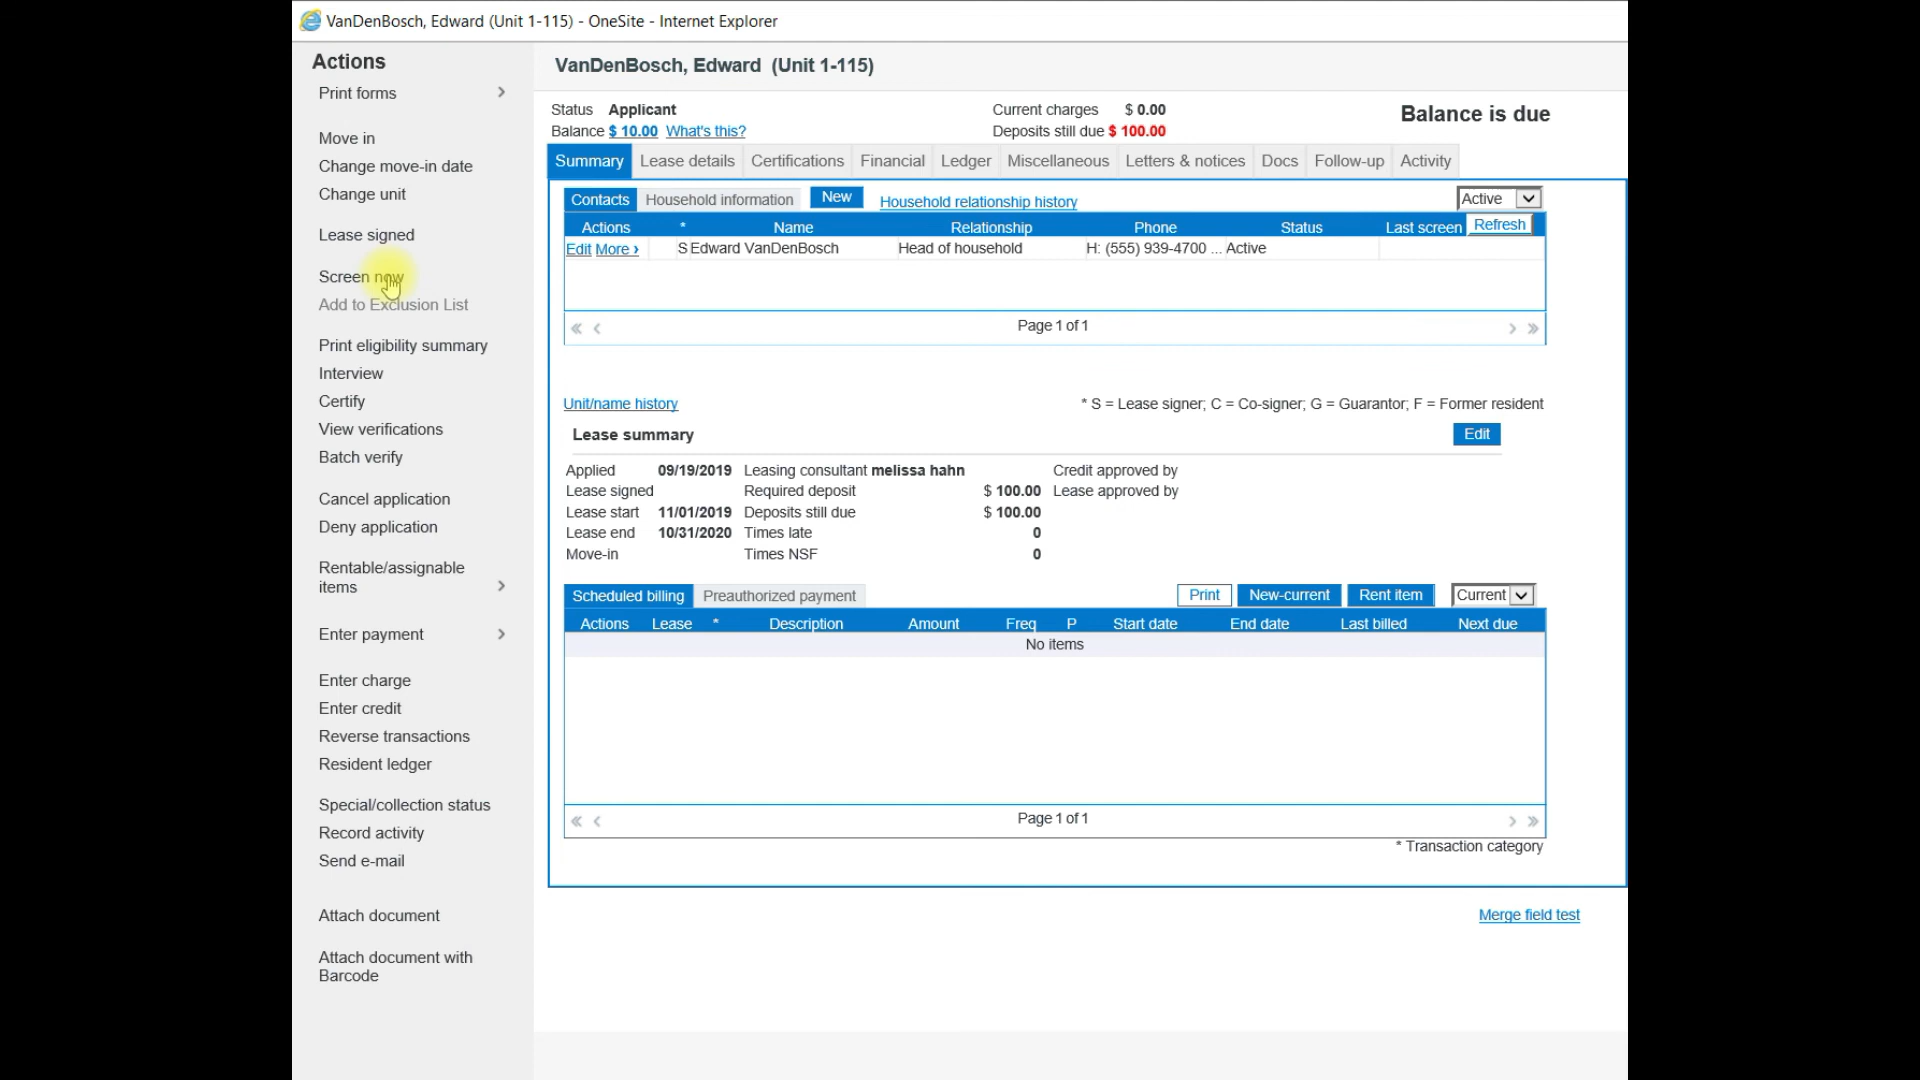 VanDenBosch, Edward (Unit 1-115) - OneSite - Internet Explorer
Actions
Print forms
Move in
Change move-in date
Change unit
Lease signed
Screen now
Add to Exclusion List
Print eligibility summary
Interview
Certify
View verifications
Batch verify
Cancel application
Deny application
Rentable/assignable
items
Enter payment
Enter charge
Enter credit
Reverse transactions
Resident ledger
Special/collection status
Record activity
Send e-mail
Attach document
Attach document with
Barcode
VanDenBosch, Edward (Unit 1-115)
Status Applicant Current charges $ 0.00 Balance is due
Balance $ 10.00 What's this? Deposits still due $ 100.00
Summary Lease details Certifications Financial Ledger Miscellaneous Letters & notices Docs Follow-up Activity
Contacts Household information New Household relationship history Active
Actions * Name Relationship Phone Status Last screen Refresh
Edit More › S Edward VanDenBosch Head of household H: (555) 939-4700 ... Active
« ‹ Page 1 of 1 › »
Unit/name history * S = Lease signer; C = Co-signer; G = Guarantor; F = Former resident
Lease summary Edit
Applied 09/19/2019 Leasing consultant melissa hahn Credit approved by
Lease signed Required deposit $ 100.00 Lease approved by
Lease start 11/01/2019 Deposits still due $ 100.00
Lease end 10/31/2020 Times late 0
Move-in Times NSF 0
Scheduled billing Preauthorized payment Print New-current Rent item Current
Actions Lease * Description Amount Freq P Start date End date Last billed Next due
No items
« ‹ Page 1 of 1 › »
* Transaction category
Merge field test